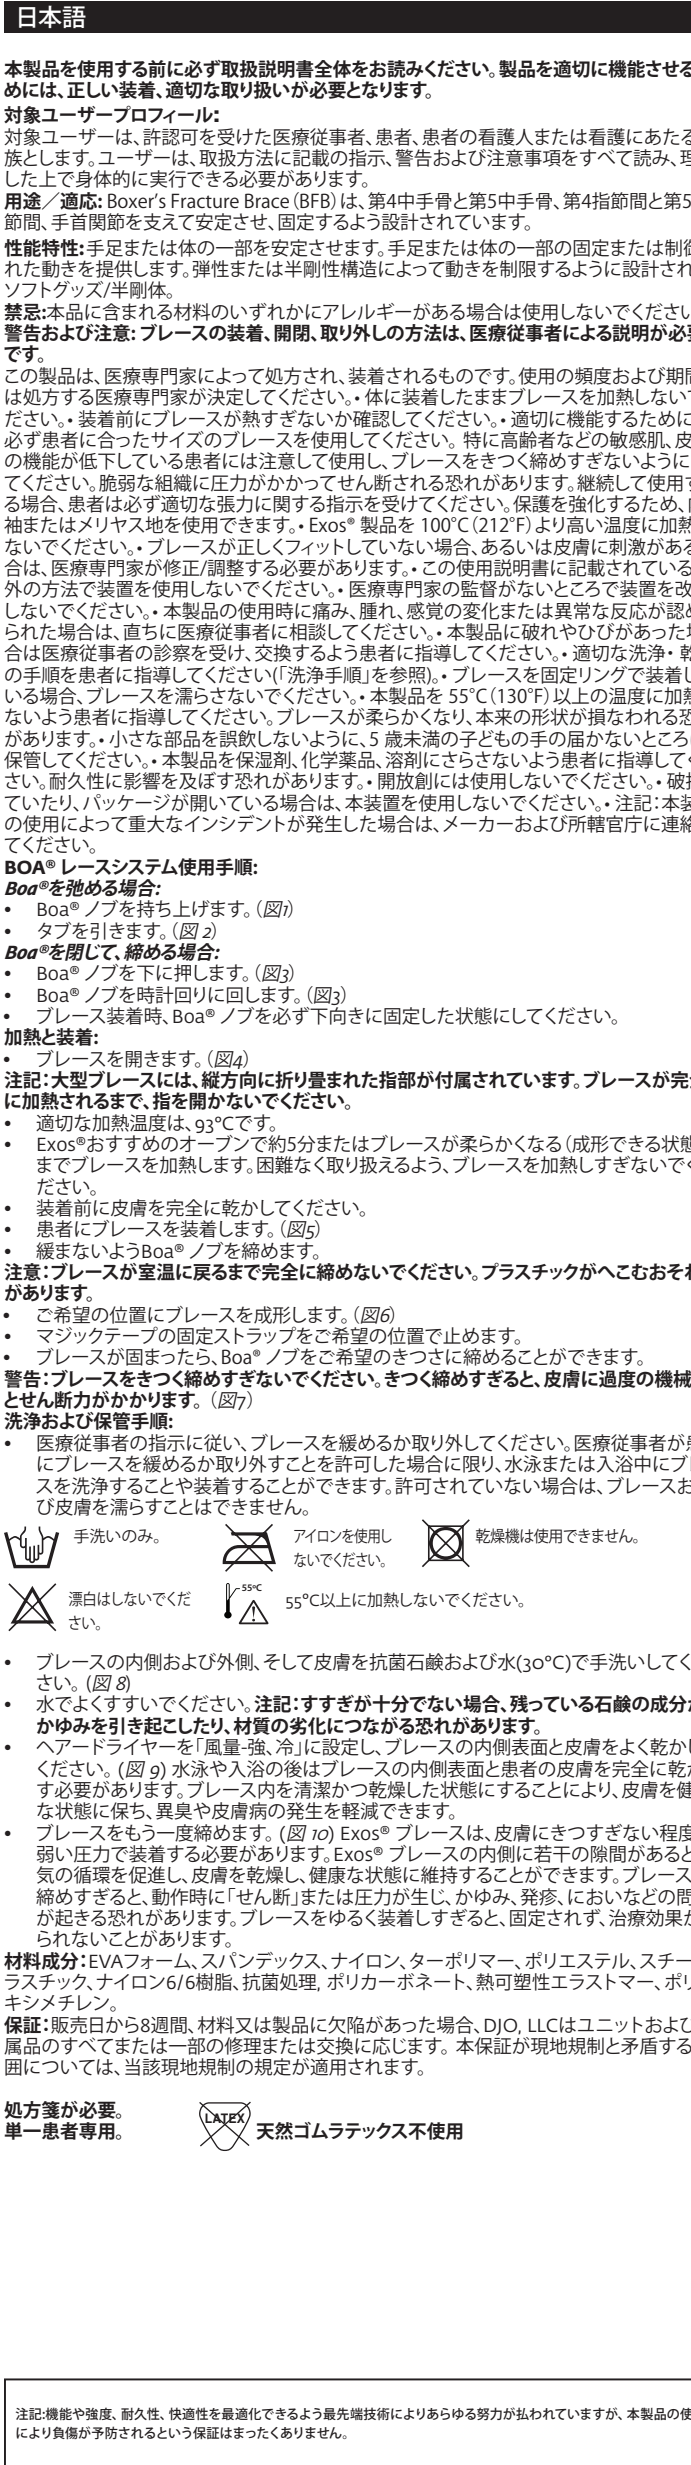 日本語
本製品を使用する前に必ず取扱説明書全体をお読みください。製品を適切に機能させる
めには、正しい装着、適切な取り扱いが必要となります。
対象ユーザープロフィール:
対象ユーザーは、許認可を受けた医療従事者、患者、患者の看護人または看護にあたる
族とします。ユーザーは、取扱方法に記載の指示、警告および注意事項をすべて読み、理
した上で身体的に実行できる必要があります。
用途／適応: Boxer's Fracture Brace（BFB）は、第4中手骨と第5中手骨、第4指節間と第5
節間、手首関節を支えて安定させ、固定するよう設計されています。
性能特性:手足または体の一部を安定させます。手足または体の一部の固定または制御
れた動きを提供します。弾性または半剛性構造によって動きを制限するように設計され
ソフトグッズ/半剛体。
禁忌:本品に含まれる材料のいずれかにアレルギーがある場合は使用しないでください
警告および注意: ブレースの装着、開閉、取り外しの方法は、医療従事者による説明が必要
です。
この製品は、医療専門家によって処方され、装着されるものです。使用の頻度および期間
は処方する医療専門家が決定してください。• 体に装着したままブレースを加熱しないで
ださい。• 装着前にブレースが熱すぎないか確認してください。• 適切に機能するために
必ず患者に合ったサイズのブレースを使用してください。 特に高齢者などの敏感肌、皮
の機能が低下している患者には注意して使用し、ブレースをきつく締めすぎないように
てください。脆弱な組織に圧力がかかってせん断される恐れがあります。継続して使用す
る場合、患者は必ず適切な張力に関する指示を受けてください。保護を強化するため、内
袖またはメリヤス地を使用できます。• Exos® 製品を 100°C（212°F）より高い温度に加熱
ないでください。• ブレースが正しくフィットしていない場合、あるいは皮膚に刺激がある
合は、医療専門家が修正/調整する必要があります。• この使用説明書に記載されている
外の方法で装置を使用しないでください。• 医療専門家の監督がないところで装置を改
しないでください。• 本製品の使用時に痛み、腫れ、感覚の変化または異常な反応が認め
られた場合は、直ちに医療従事者に相談してください。• 本製品に破れやひびがあった場
合は医療従事者の診察を受け、交換するよう患者に指導してください。• 適切な洗浄・ 乾
の手順を患者に指導してください(「洗浄手順」を参照)。• ブレースを固定リングで装着し
いる場合、ブレースを濡らさないでください。• 本製品を 55°C（130°F）以上の温度に加熱
ないよう患者に指導してください。ブレースが柔らかくなり、本来の形状が損なわれる恐
があります。• 小さな部品を誤飲しないように、5 歳未満の子どもの手の届かないところ
保管してください。• 本製品を保湿剤、化学薬品、溶剤にさらさないよう患者に指導してく
さい。耐久性に影響を及ぼす恐れがあります。• 開放創には使用しないでください。• 破損
ていたり、パッケージが開いている場合は、本装置を使用しないでください。• 注記：本装
の使用によって重大なインシデントが発生した場合は、メーカーおよび所轄官庁に連絡
てください。
BOA® レースシステム使用手順:
Boa®を弛める場合:
• Boa® ノブを持ち上げます。（図1）
• タブを引きます。（図 2）
Boa®を閉じて、締める場合:
• Boa® ノブを下に押します。（図3）
• Boa® ノブを時計回りに回します。（図3）
• ブレース装着時、Boa® ノブを必ず下向きに固定した状態にしてください。
加熱と装着:
• ブレースを開きます。（図4）
注記：大型ブレースには、縦方向に折り畳まれた指部が付属されています。ブレースが完全
に加熱されるまで、指を開かないでください。
• 適切な加熱温度は、93°Cです。
• Exos®おすすめのオーブンで約5分またはブレースが柔らかくなる（成形できる状態
までブレースを加熱します。困難なく取り扱えるよう、ブレースを加熱しすぎないでく
ださい。
• 装着前に皮膚を完全に乾かしてください。
• 患者にブレースを装着します。（図5）
• 緩まないようBoa® ノブを締めます。
注意：ブレースが室温に戻るまで完全に締めないでください。プラスチックがへこむおそれ
があります。
• ご希望の位置にブレースを成形します。（図6）
• マジックテープの固定ストラップをご希望の位置で止めます。
• ブレースが固まったら、Boa® ノブをご希望のきつさに締めることができます。
警告：ブレースをきつく締めすぎないでください。きつく締めすぎると、皮膚に過度の機械
とせん断力がかかります。（図7）
洗浄および保管手順:
• 医療従事者の指示に従い、ブレースを緩めるか取り外してください。医療従事者が患
にブレースを緩めるか取り外すことを許可した場合に限り、水泳または入浴中にブレ
スを洗浄することや装着することができます。許可されていない場合は、ブレースお
び皮膚を濡らすことはできません。
手洗いのみ。
アイロンを使用し
ないでください。
乾燥機は使用できません。
漂白はしないでくだ
さい。
55°C
55°C以上に加熱しないでください。
• ブレースの内側および外側、そして皮膚を抗菌石鹸および水(30°C)で手洗いしてく
さい。(図 8)
• 水でよくすすいでください。注記：すすぎが十分でない場合、残っている石鹸の成分が
かゆみを引き起こしたり、材質の劣化につながる恐れがあります。
• ヘアードライヤーを「風量-強、冷」に設定し、ブレースの内側表面と皮膚をよく乾かし
ください。(図 9) 水泳や入浴の後はブレースの内側表面と患者の皮膚を完全に乾か
す必要があります。ブレース内を清潔かつ乾燥した状態にすることにより、皮膚を健
な状態に保ち、異臭や皮膚病の発生を軽減できます。
• ブレースをもう一度締めます。(図 10) Exos® ブレースは、皮膚にきつすぎない程度
弱い圧力で装着する必要があります。Exos® ブレースの内側に若干の隙間があると
気の循環を促進し、皮膚を乾燥し、健康な状態に維持することができます。ブレース
締めすぎると、動作時に「せん断」または圧力が生じ、かゆみ、発疹、においなどの問
が起きる恐れがあります。ブレースをゆるく装着しすぎると、固定されず、治療効果が
られないことがあります。
材料成分：EVAフォーム、スパンデックス、ナイロン、ターポリマー、ポリエステル、スチー
ラスチック、ナイロン6/6樹脂、抗菌処理, ポリカーボネート、熱可塑性エラストマー、ポリ
キシメチレン。
保証：販売日から8週間、材料又は製品に欠陥があった場合、DJO, LLCはユニットおよび
属品のすべてまたは一部の修理または交換に応じます。 本保証が現地規制と矛盾する
囲については、当該現地規制の規定が適用されます。
処方箋が必要。
単一患者専用。
LATEX
天然ゴムラテックス不使用
注記:機能や強度、耐久性、快適性を最適化できるよう最先端技術によりあらゆる努力が払われていますが、本製品の使
により負傷が予防されるという保証はまったくありません。